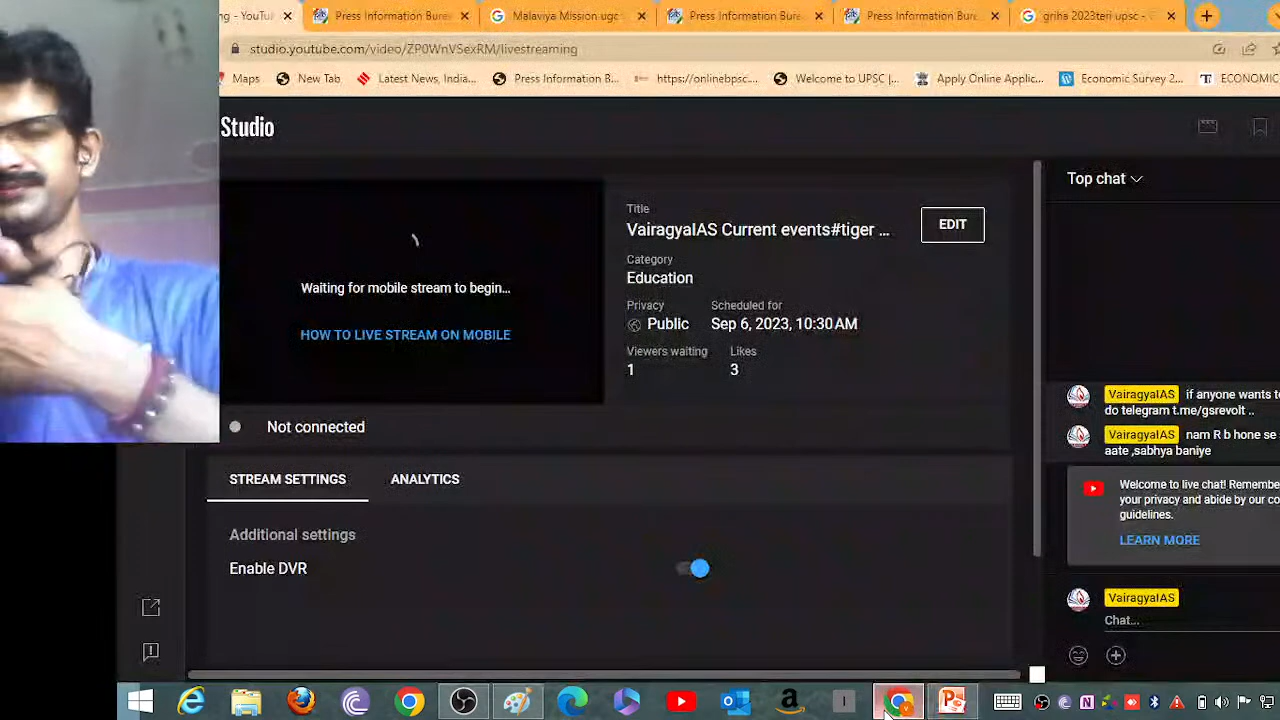 ng - YouTu
Press Information Bure
Malaviya Mission ugc
Press Information Bure
Press Information Bure
griha 2023teri upsc -
studio.youtube.com/video/ZP0WnVSexRM/livestreaming
Maps
New Tab
Latest News, India...
Press Information B...
https://onlinebpsc...
Welcome to UPSC |...
Apply Online Applic...
Economic Survey 2...
ECONOMIC
Studio
Top chat
Title
VairagyaIAS Current events#tiger ...
EDIT
Category
Education
Privacy
Scheduled for
Public
Sep 6, 2023, 10:30 AM
Viewers waiting
Likes
1
3
Waiting for mobile stream to begin...
HOW TO LIVE STREAM ON MOBILE
Not connected
STREAM SETTINGS
ANALYTICS
Additional settings
Enable DVR
VairagyaIAS if anyone wants to
do telegram t.me/gsrevolt ..
VairagyaIAS nam R b hone se
aate ,sabhya baniye
Welcome to live chat! Remembe
your privacy and abide by our co
guidelines.
LEARN MORE
VairagyaIAS
Chat...